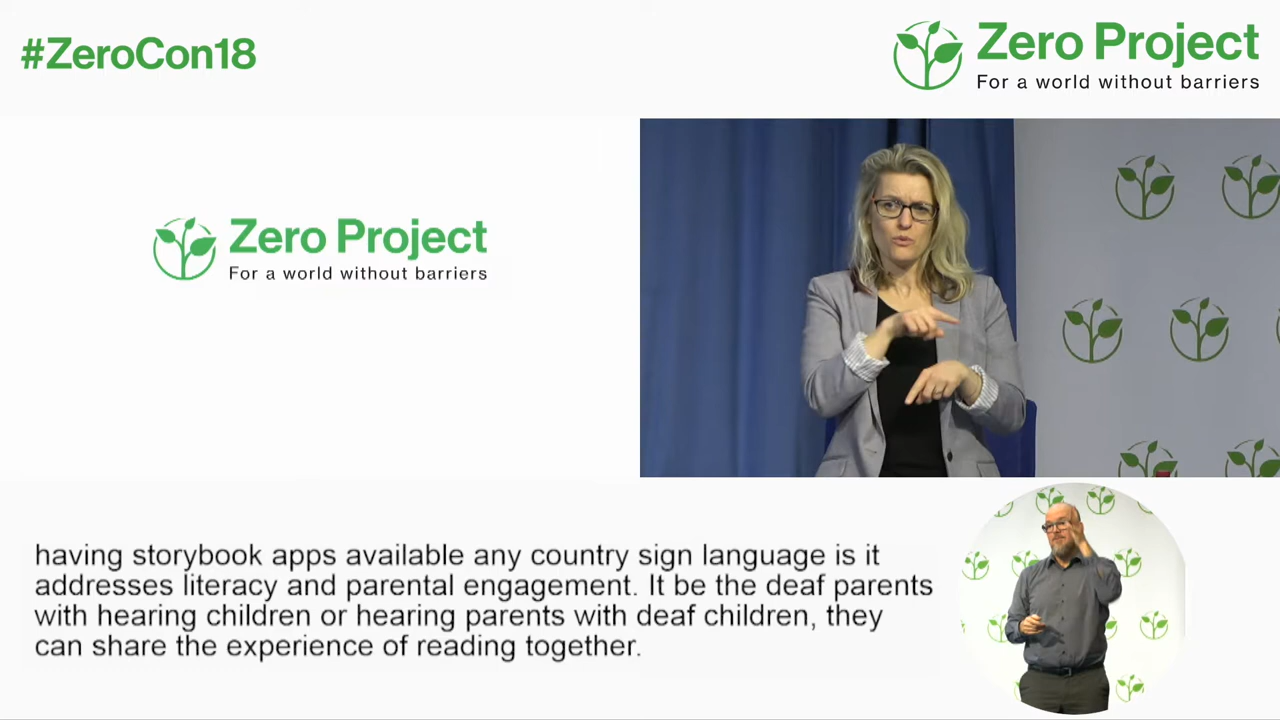 #ZeroCon18
Zero Project
For a world without barriers
Zero Project
For a world without barriers
having storybook apps available any country sign language is it
addresses literacy and parental engagement. It be the deaf parents
with hearing children or hearing parents with deaf children, they
can share the experience of reading together.